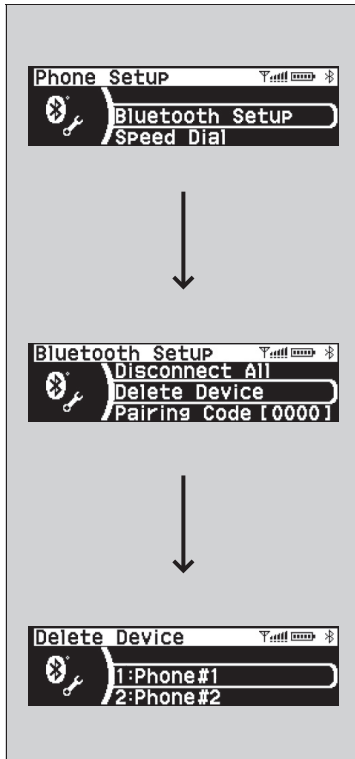 Phone Setup
Bluetooth Setup
Speed Dial
Bluetooth Setup
Disconnect All
Delete Device
Pairing Code [0000]
Delete Device
1:Phone#1
2:Phone#2